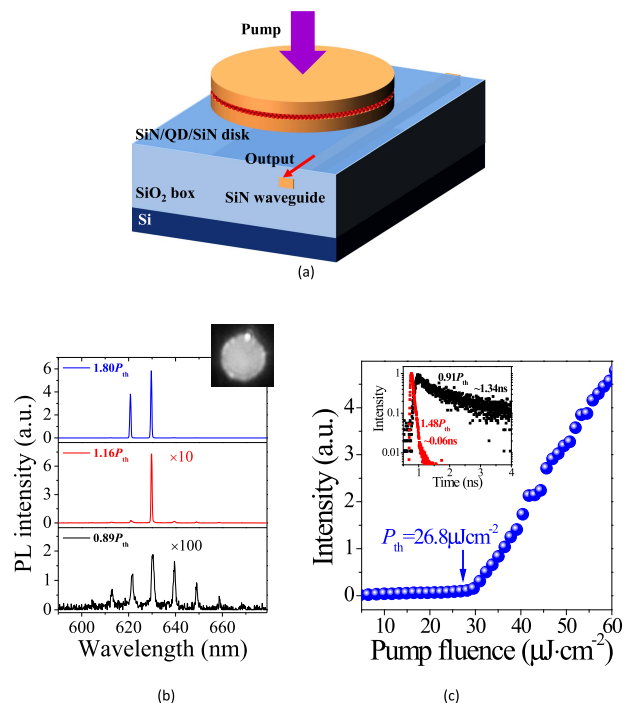 Pump
SiN/QD/SiN disk
Output
SiO2 box
SiN waveguide
Si
(a)
1.80Pth
6
4
2
0
1.16Pth
×10
6
4
2
0
0.89Pth
×100
3
2
1
0
PL intensity (a.u.)
600 620 640 660
Wavelength (nm)
(b)
4
3
2
1
0
Intensity (a.u.)
1
0.1
0.01
Intensity
0.91Pth
~1.34ns
1.48Pth
~0.06ns
0 1 2 3 4
Time (ns)
Pth=26.8μJcm-2
10 20 30 40 50 60
Pump fluence (μJ·cm-2)
(c)